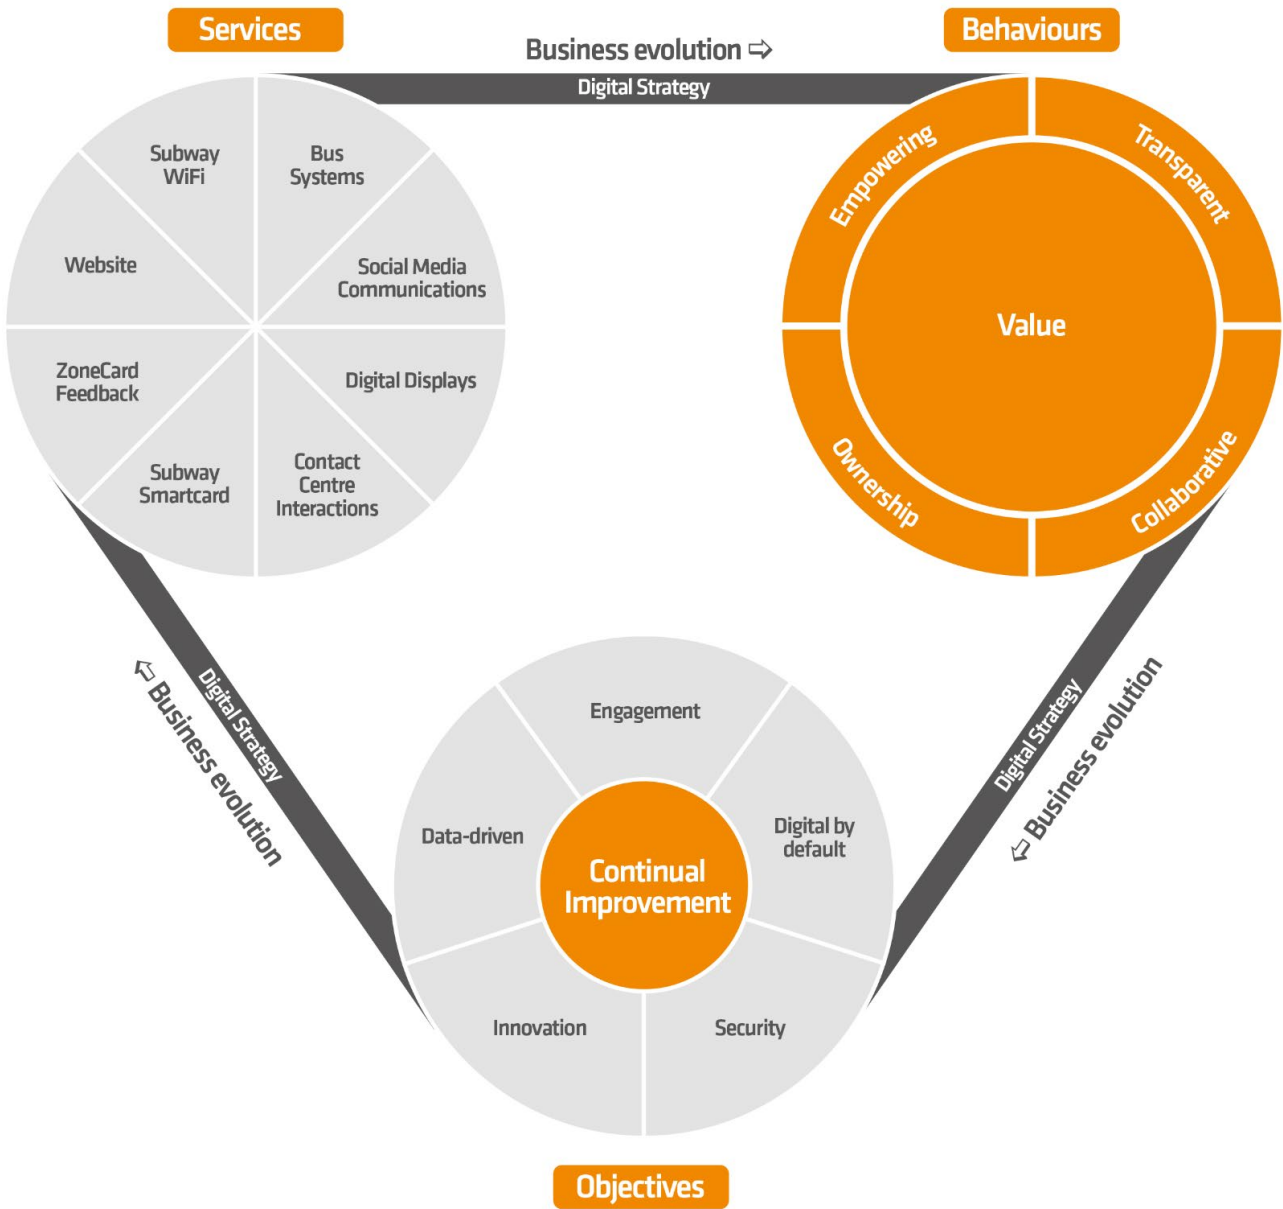 Services
Business evolution ⇨
Digital Strategy
Behaviours
Subway
WiFi
Bus
Systems
Website
Social Media
Communications
ZoneCard
Feedback
Digital Displays
Subway
Smartcard
Contact
Centre
Interactions
Empowering
Transparent
Value
Ownership
Collaborative
Digital Strategy
⇦ Business evolution
Digital Strategy
⇦ Business evolution
Engagement
Data-driven
Digital by
default
Continual
Improvement
Innovation
Security
Objectives